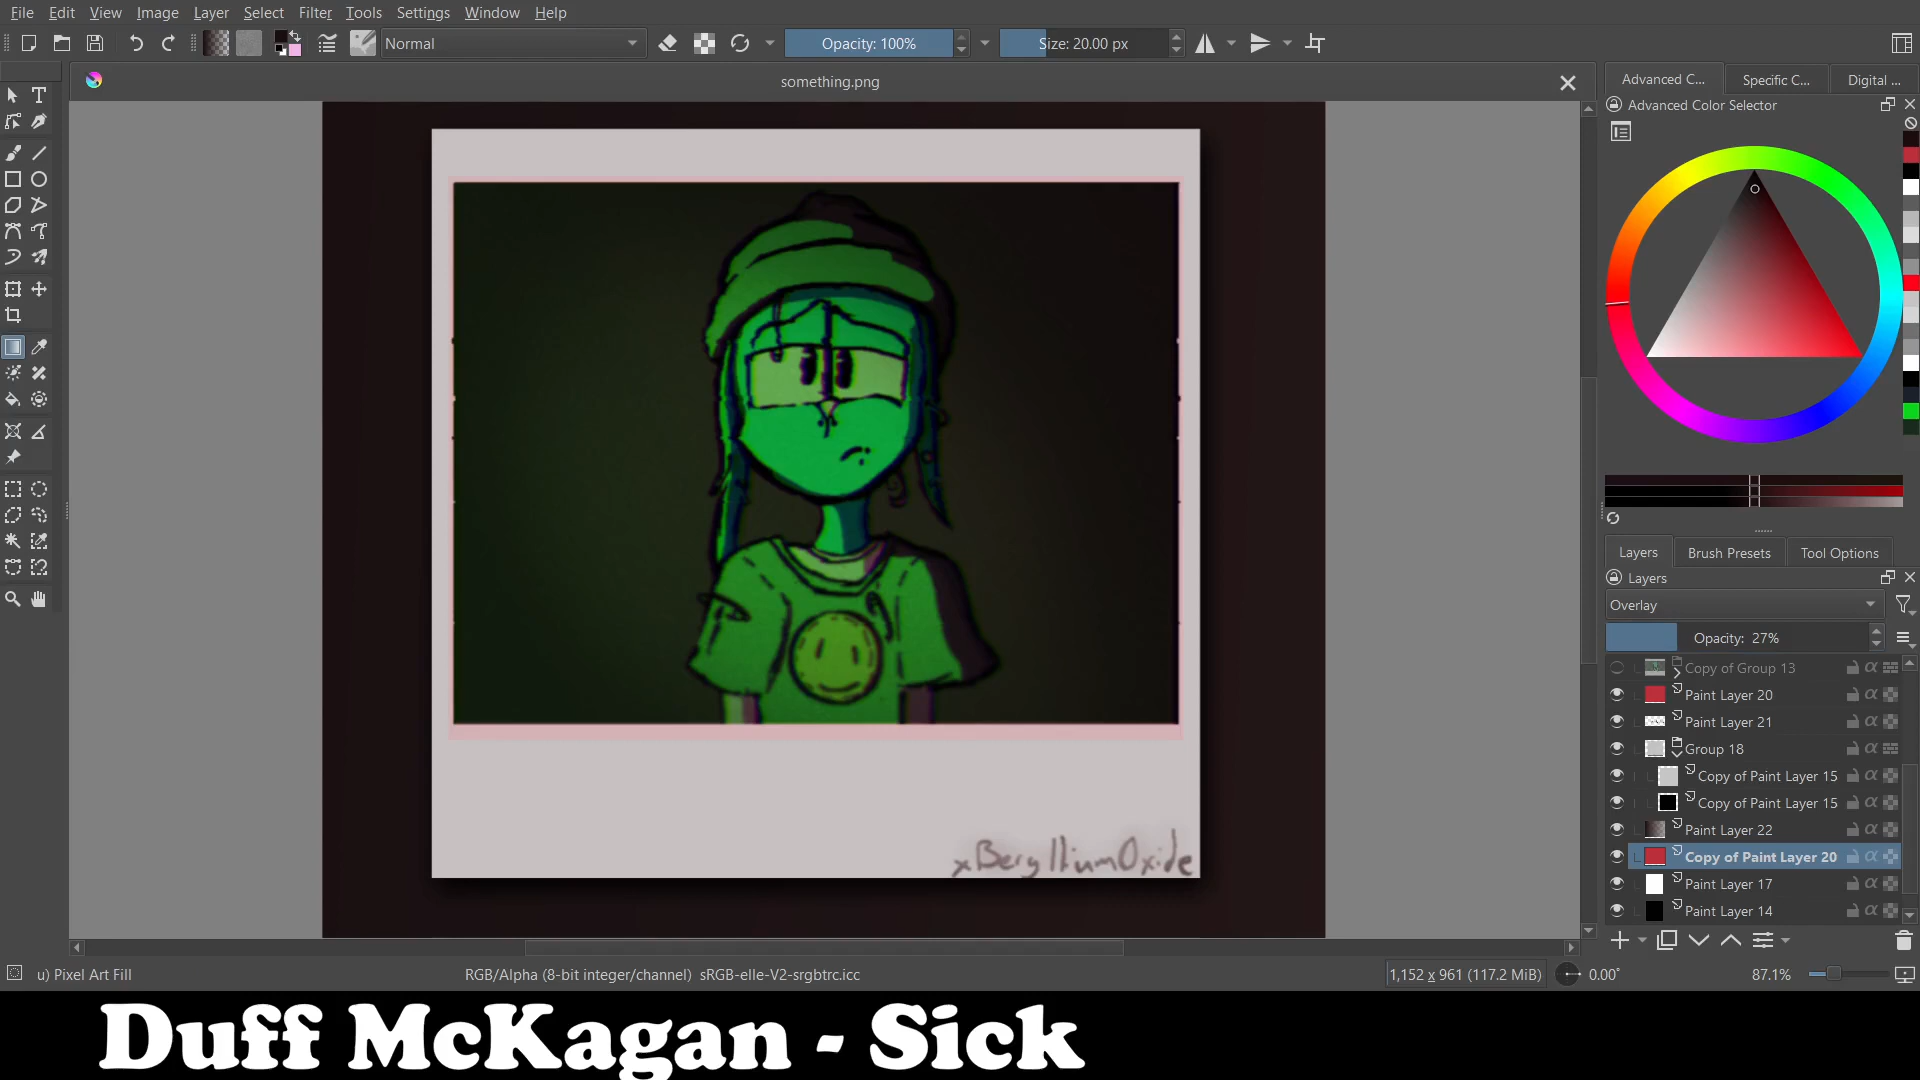 File Edit View Image Layer Select Filter Tools Settings Window Help
Normal
Opacity: 100%
Size: 20.00 px
something.png
Advanced C... Specific C... Digital ...
Advanced Color Selector
Layers Brush Presets Tool Options
Layers
Overlay
Opacity: 27%
Copy of Group 13
Paint Layer 20
Paint Layer 21
Group 18
Copy of Paint Layer 15
Copy of Paint Layer 15
Paint Layer 22
Copy of Paint Layer 20
Paint Layer 17
Paint Layer 14
xBerylliumOxide
u) Pixel Art Fill
RGB/Alpha (8-bit integer/channel) sRGB-elle-V2-srgbtrc.icc
1,152 x 961 (117.2 MiB)
0.00°
87.1%
Duff McKagan - Sick